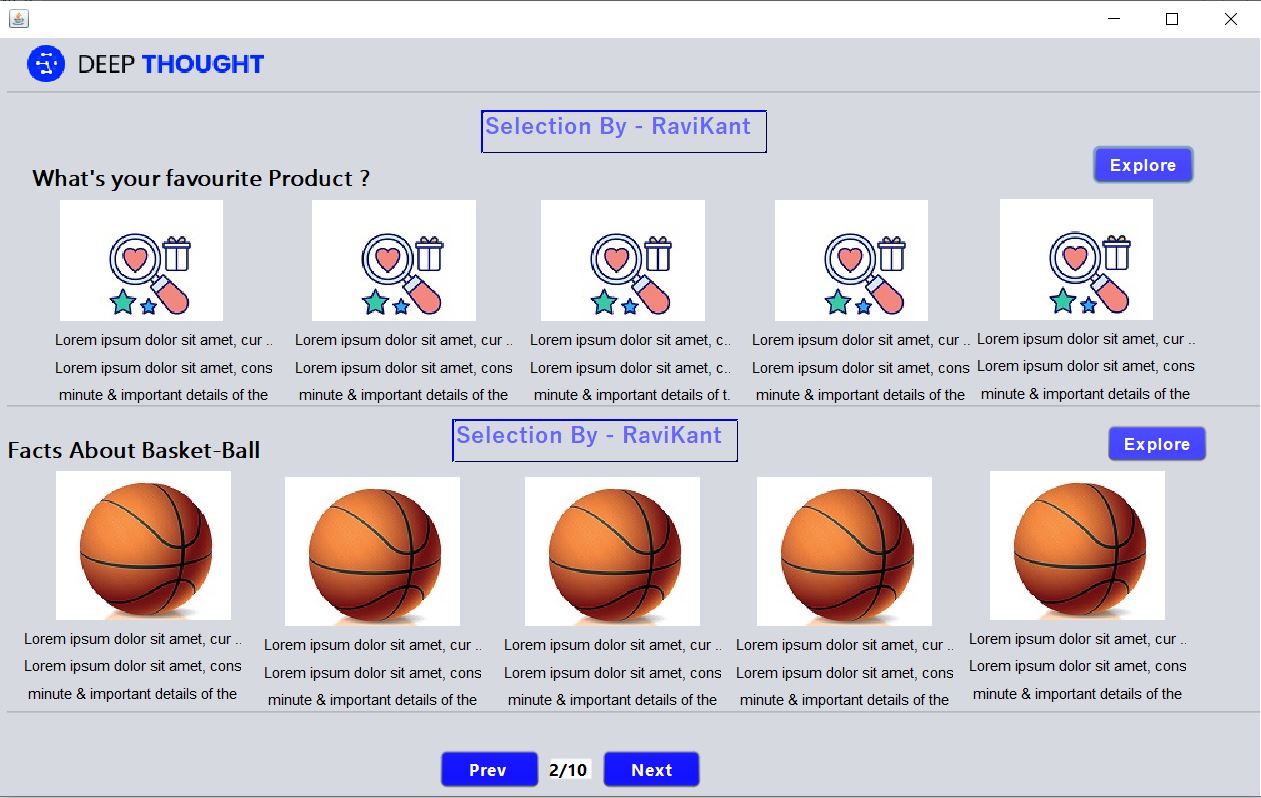 DEEP THOUGHT
Selection By - RaviKant
Explore
What's your favourite Product ?
Lorem ipsum dolor sit amet, cur ..
Lorem ipsum dolor sit amet, cons
minute & important details of the
Lorem ipsum dolor sit amet, cur ..
Lorem ipsum dolor sit amet, cons
minute & important details of the
Lorem ipsum dolor sit amet, c..
Lorem ipsum dolor sit amet, c..
minute & important details of t.
Lorem ipsum dolor sit amet, cur ..
Lorem ipsum dolor sit amet, cons
minute & important details of the
Lorem ipsum dolor sit amet, cur ..
Lorem ipsum dolor sit amet, cons
minute & important details of the
Selection By - RaviKant
Explore
Facts About Basket-Ball
Lorem ipsum dolor sit amet, cur ..
Lorem ipsum dolor sit amet, cons
minute & important details of the
Lorem ipsum dolor sit amet, cur ..
Lorem ipsum dolor sit amet, cons
minute & important details of the
Lorem ipsum dolor sit amet, cur ..
Lorem ipsum dolor sit amet, cons
minute & important details of the
Lorem ipsum dolor sit amet, cur ..
Lorem ipsum dolor sit amet, cons
minute & important details of the
Lorem ipsum dolor sit amet, cur ..
Lorem ipsum dolor sit amet, cons
minute & important details of the
Prev 2/10 Next